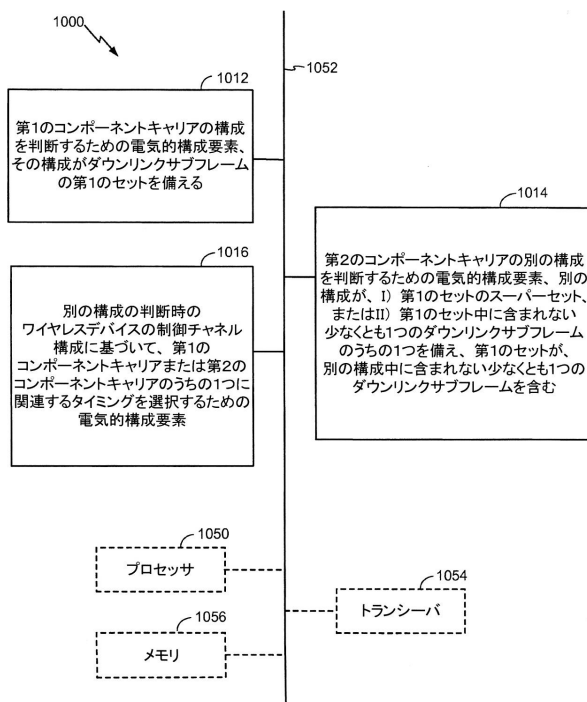 1000
1052
1012
第1のコンポーネントキャリアの構成
を判断するための電気的構成要素、
その構成がダウンリンクサブフレーム
の第1のセットを備える
1014
第2のコンポーネントキャリアの別の構成
を判断するための電気的構成要素、別の
構成が、I) 第1のセットのスーパーセット、
またはII) 第1のセット中に含まれない
少なくとも1つのダウンリンクサブフレーム
のうちの1つを備え、第1のセットが、
別の構成中に含まれない少なくとも1つの
ダウンリンクサブフレームを含む
1016
別の構成の判断時の
ワイヤレスデバイスの制御チャネル
構成に基づいて、第1の
コンポーネントキャリアまたは第2の
コンポーネントキャリアのうちの1つに
関連するタイミングを選択するための
電気的構成要素
1050
プロセッサ
1054
トランシーバ
1056
メモリ